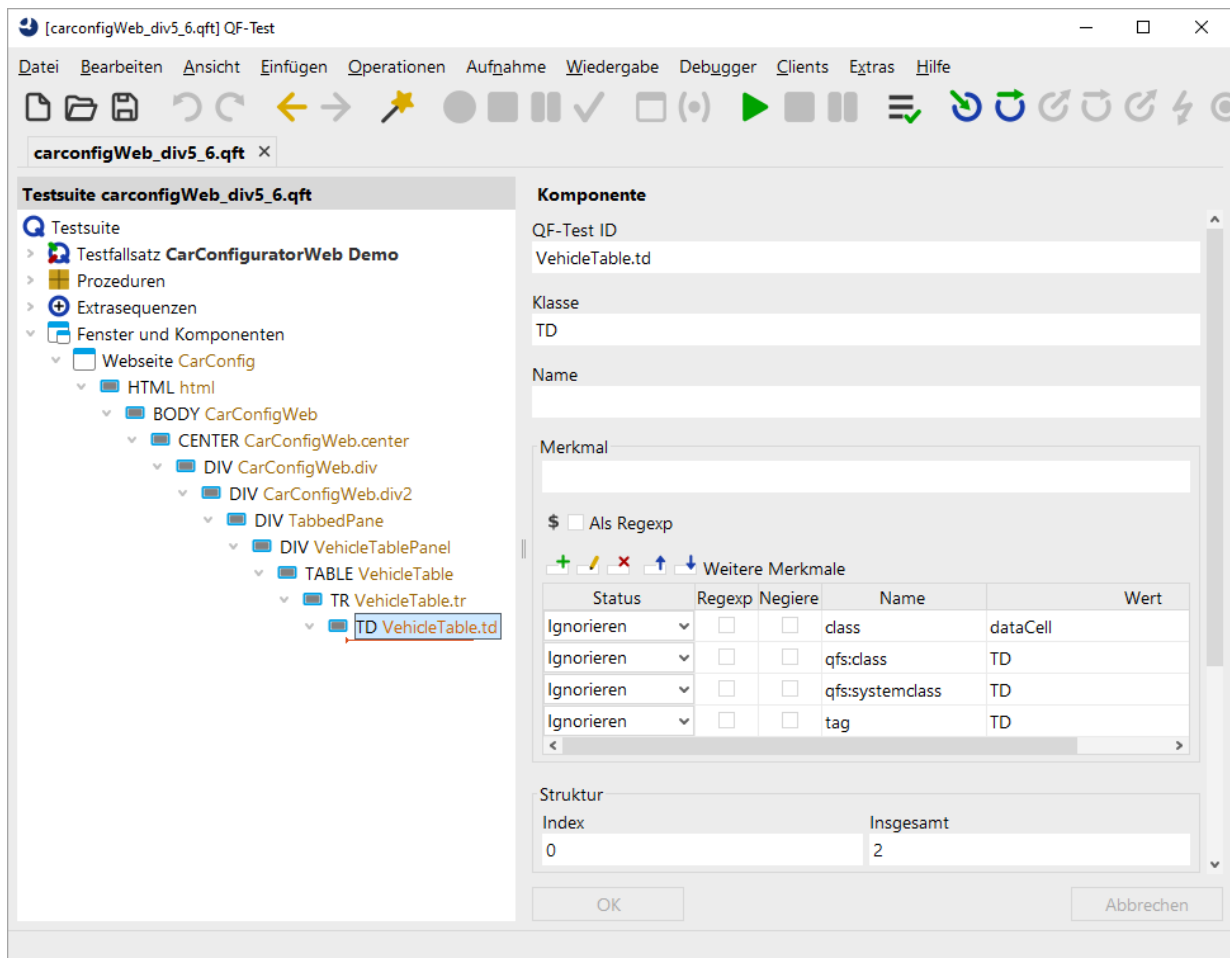 [carconfigWeb_div5_6.qft] QF-Test
Datei Bearbeiten Ansicht Einfügen Operationen Aufnahme Wiedergabe Debugger Clients Extras Hilfe
carconfigWeb_div5_6.qft
Testsuite carconfigWeb_div5_6.qft
Testsuite
Testfallsatz CarConfiguratorWeb Demo
Prozeduren
Extrasequenzen
Fenster und Komponenten
Webseite CarConfig
HTML html
BODY CarConfigWeb
CENTER CarConfigWeb.center
DIV CarConfigWeb.div
DIV CarConfigWeb.div2
DIV TabbedPane
DIV VehicleTablePanel
TABLE VehicleTable
TR VehicleTable.tr
TD VehicleTable.td
Komponente
QF-Test ID
VehicleTable.td
Klasse
TD
Name
Merkmal
$ Als Regexp
Weitere Merkmale
Status Regexp Negiere Name Wert
Ignorieren class dataCell
Ignorieren qfs:class TD
Ignorieren qfs:systemclass TD
Ignorieren tag TD
Struktur
Index Insgesamt
0 2
OK Abbrechen